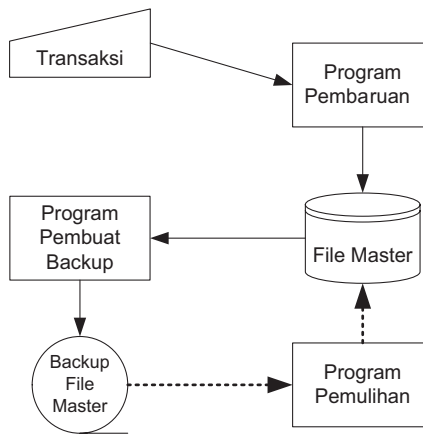 Transaksi
Program
Pembaruan
Program
Pembuat
Backup
File Master
Backup
File
Master
Program
Pemulihan